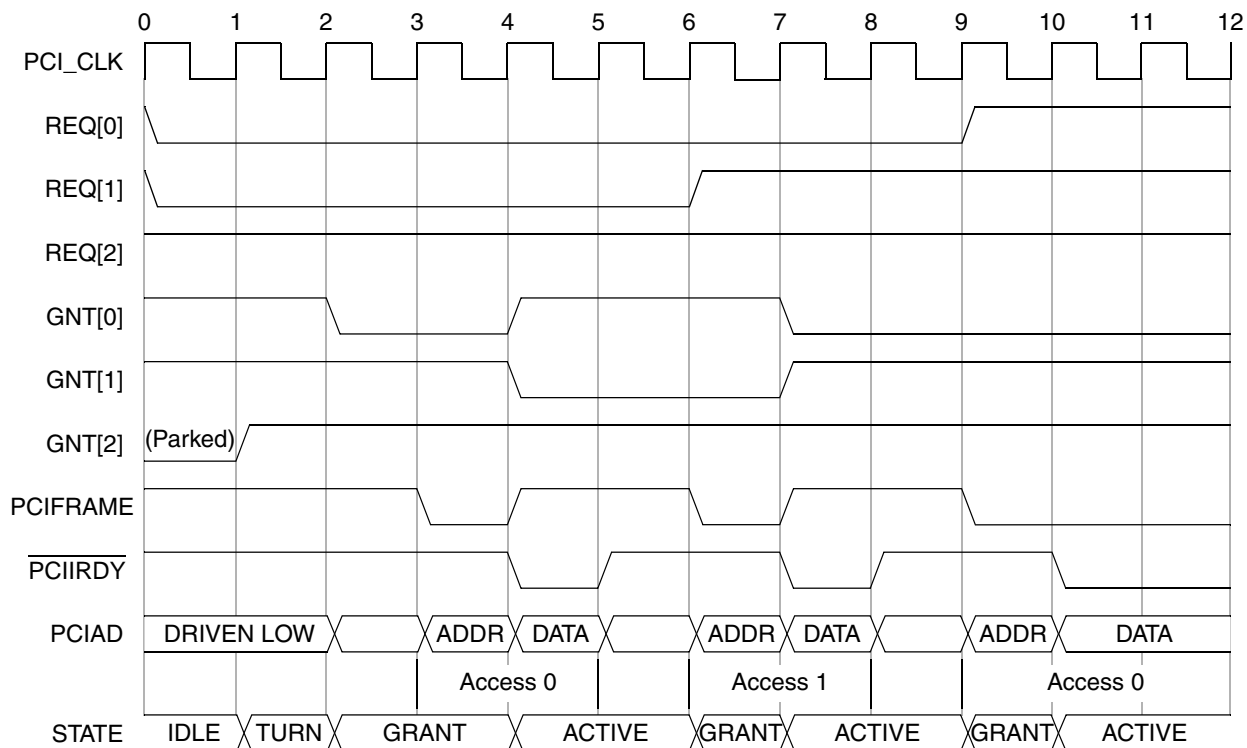 0 1 2 3 4 5 6 7 8 9 10 11 12
PCI_CLK
REQ[0]
REQ[1]
REQ[2]
GNT[0]
GNT[1]
GNT[2] (Parked)
PCIFRAME
PCIIRDY
PCIAD DRIVEN LOW ADDR DATA ADDR DATA ADDR DATA
Access 0 Access 1 Access 0
STATE IDLE TURN GRANT ACTIVE GRANT ACTIVE GRANT ACTIVE